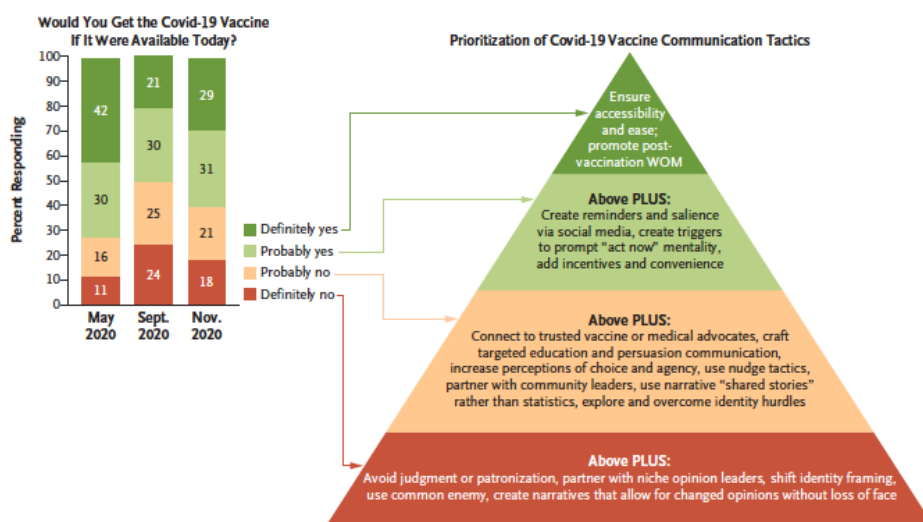 Would You Get the Covid-19 Vaccine
If It Were Available Today?
Percent Responding
100
90
80
70
60
50
40
30
20
10
0
42
30
16
11
21
30
25
24
29
31
21
18
May
2020
Sept.
2020
Nov.
2020
Definitely yes
Probably yes
Probably no
Definitely no
Prioritization of Covid-19 Vaccine Communication Tactics
Ensure
accessibility
and ease;
promote post-
vaccination WOM
Above PLUS:
Create reminders and salience
via social media, create triggers
to prompt “act now” mentality,
add incentives and convenience
Above PLUS:
Connect to trusted vaccine or medical advocates, craft
targeted education and persuasion communication,
increase perceptions of choice and agency, use nudge tactics,
partner with community leaders, use narrative “shared stories”
rather than statistics, explore and overcome identity hurdles
Above PLUS:
Avoid judgment or patronization, partner with niche opinion leaders, shift identity framing,
use common enemy, create narratives that allow for changed opinions without loss of face